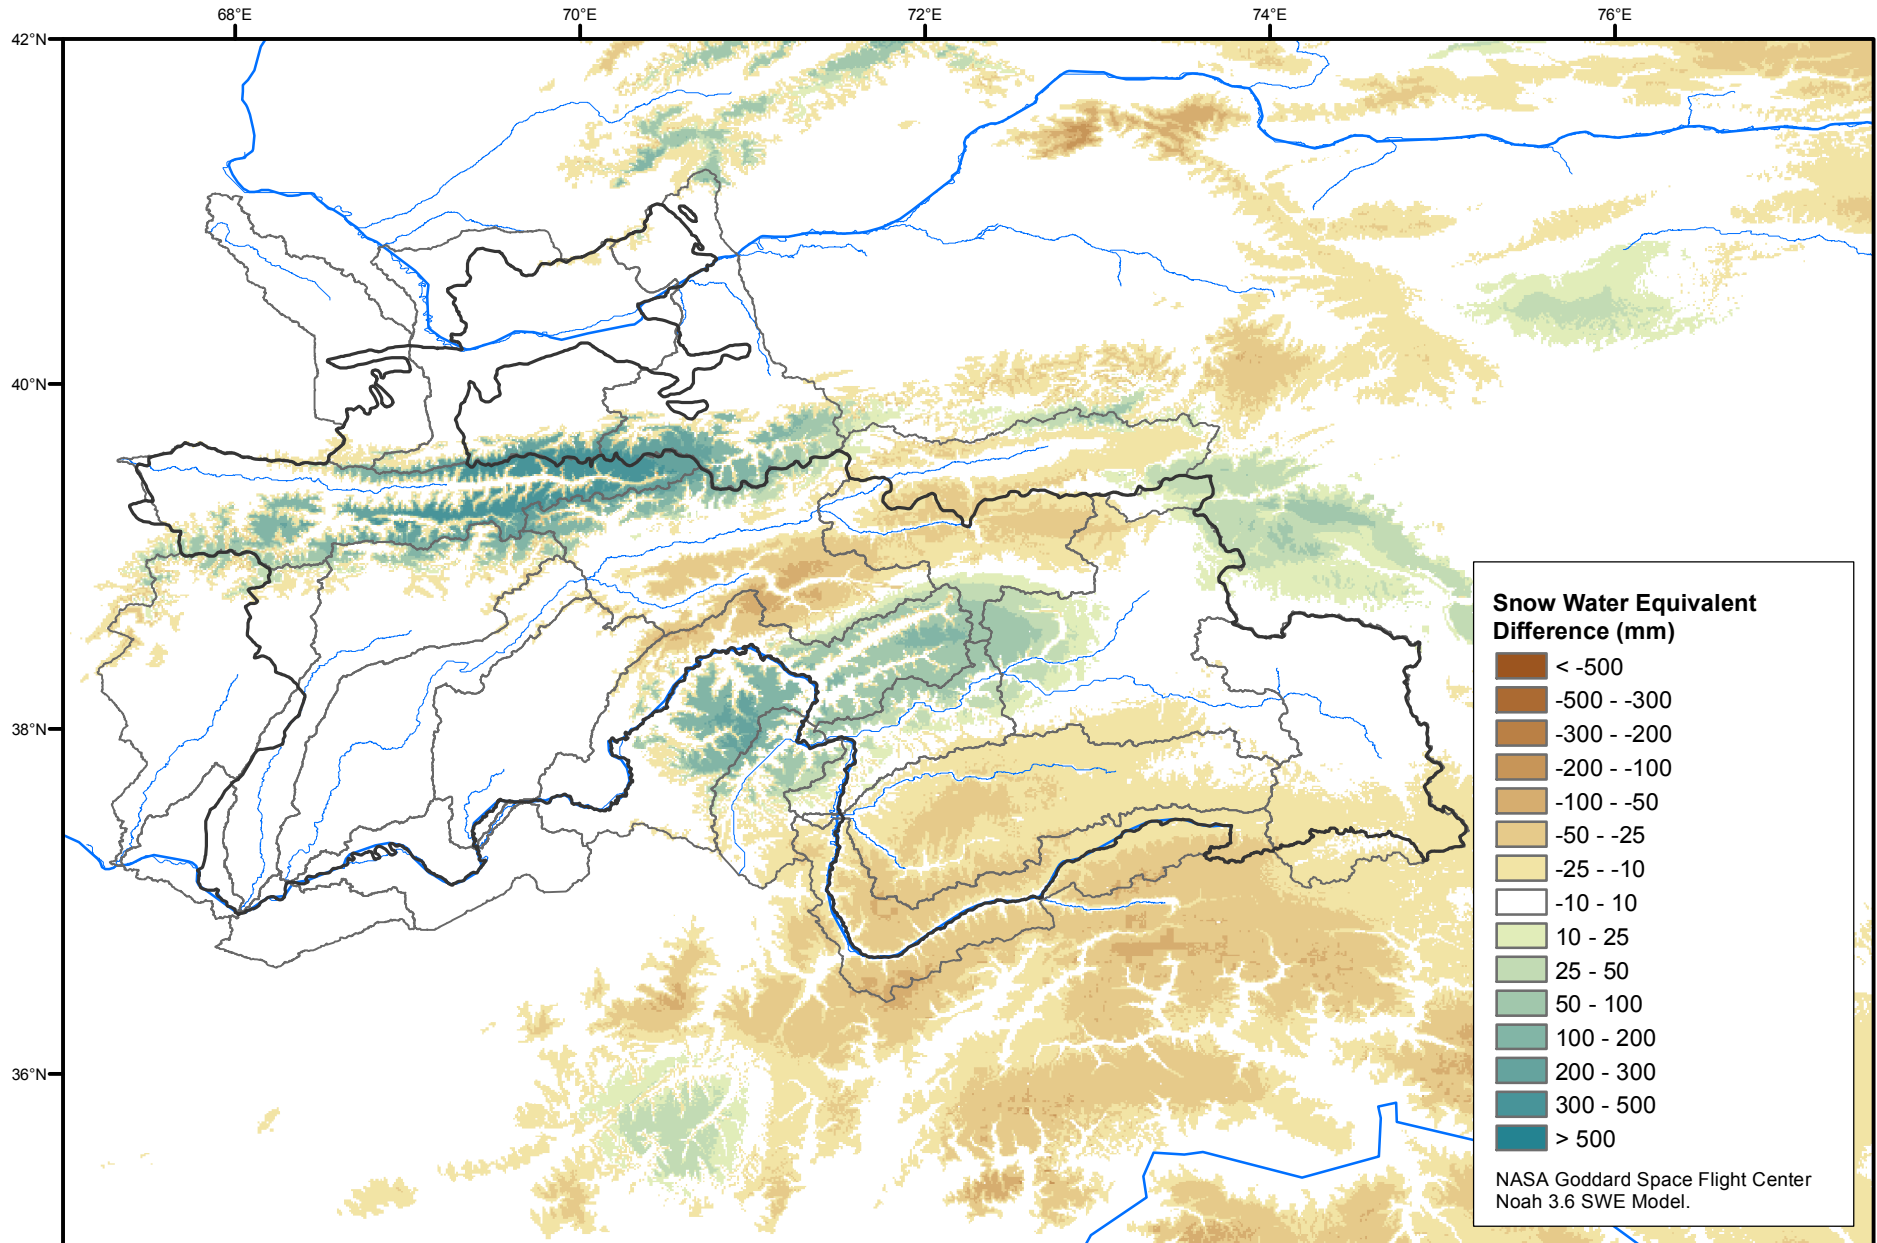 68°E
70°E
72°E
74°E
76°E
42°N
40°N
38°N
36°N
Snow Water Equivalent
Difference (mm)
< -500
-500 - -300
-300 - -200
-200 - -100
-100 - -50
-50 - -25
-25 - -10
-10 - 10
10 - 25
25 - 50
50 - 100
100 - 200
200 - 300
300 - 500
> 500
NASA Goddard Space Flight Center
Noah 3.6 SWE Model.